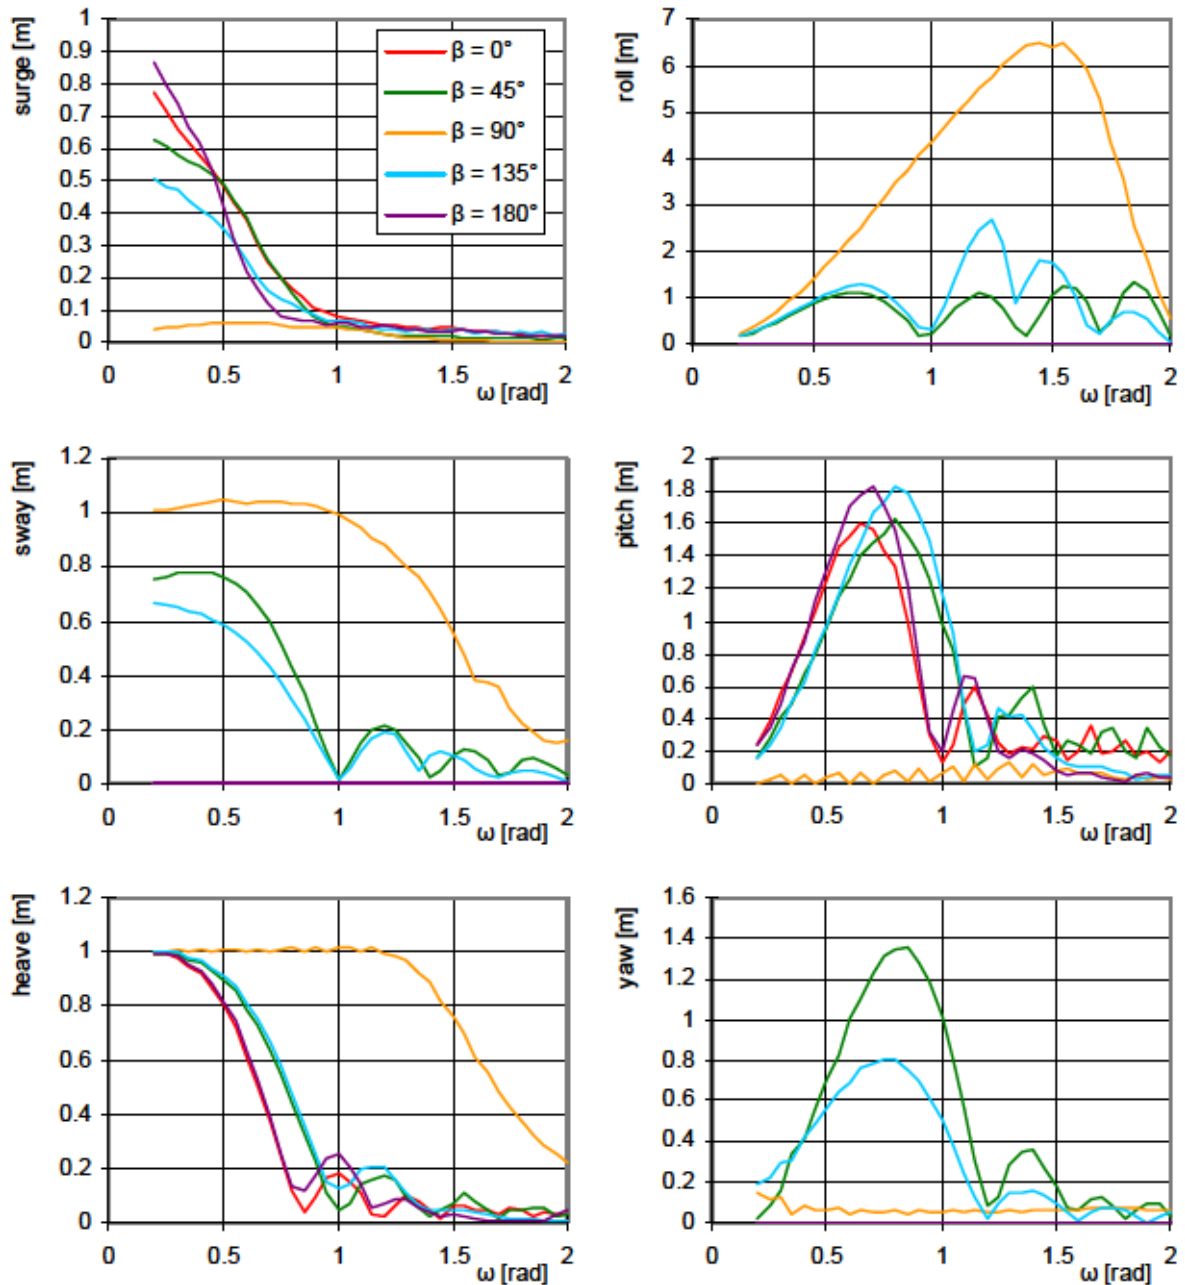 surge [m]
1
0.9
0.8
0.7
0.6
0.5
0.4
0.3
0.2
0.1
0
0 0.5 1 1.5 2
ω [rad]
β = 0°
β = 45°
β = 90°
β = 135°
β = 180°
roll [m]
7
6
5
4
3
2
1
0
0 0.5 1 1.5 2
ω [rad]
sway [m]
1.2
1
0.8
0.6
0.4
0.2
0
0 0.5 1 1.5 2
ω [rad]
pitch [m]
2
1.8
1.6
1.4
1.2
1
0.8
0.6
0.4
0.2
0
0 0.5 1 1.5 2
ω [rad]
heave [m]
1.2
1
0.8
0.6
0.4
0.2
0
0 0.5 1 1.5 2
ω [rad]
yaw [m]
1.6
1.4
1.2
1
0.8
0.6
0.4
0.2
0
0 0.5 1 1.5 2
ω [rad]